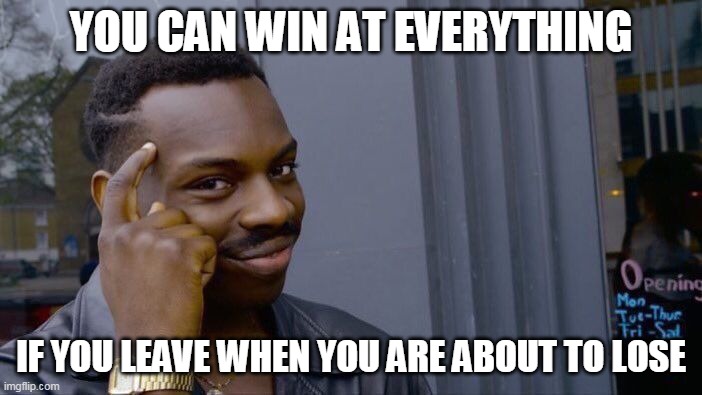 YOU CAN WIN AT EVERYTHING
Opening
Mon
Tue-Thur
Fri-Sat
IF YOU LEAVE WHEN YOU ARE ABOUT TO LOSE
imgflip.com